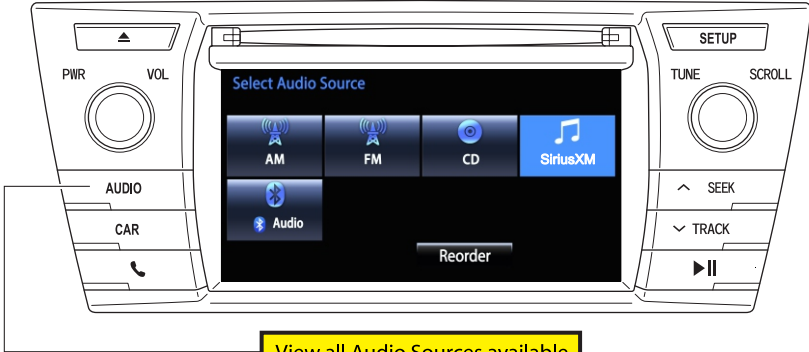 SETUP
PWR VOL
TUNE SCROLL
Select Audio Source
AM FM CD SiriusXM
AUDIO
SEEK
Audio
CAR
TRACK
Reorder
View all Audio Sources available